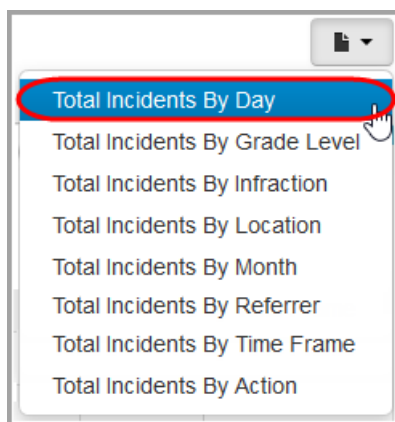 Total Incidents By Day
Total Incidents By Grade Level
Total Incidents By Infraction
Total Incidents By Location
Total Incidents By Month
Total Incidents By Referrer
Total Incidents By Time Frame
Total Incidents By Action